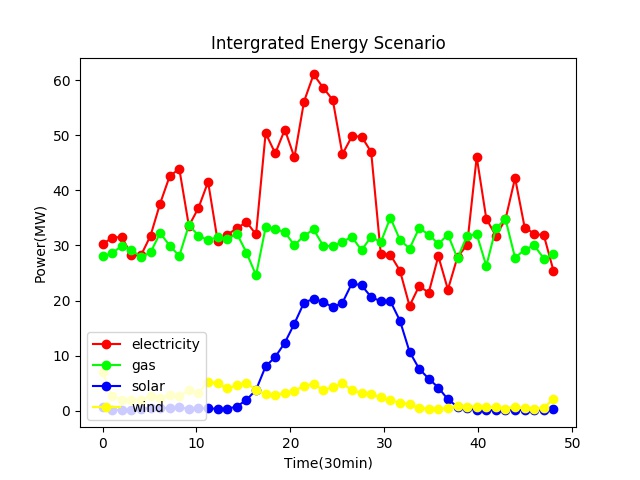 Intergrated Energy Scenario
Power(MW)
60
50
40
30
20
10
0
electricity
gas
solar
wind
0 10 20 30 40 50
Time(30min)